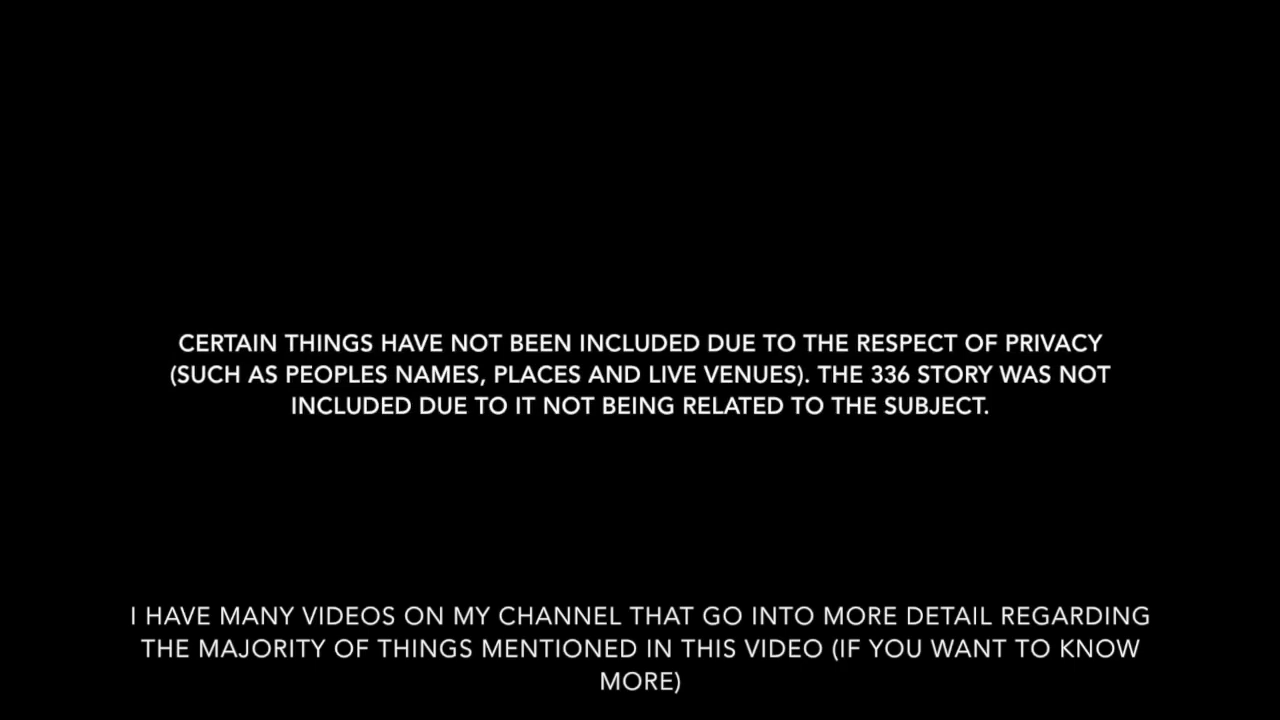 CERTAIN THINGS HAVE NOT BEEN INCLUDED DUE TO THE RESPECT OF PRIVACY
(SUCH AS PEOPLES NAMES, PLACES AND LIVE VENUES). THE 336 STORY WAS NOT
INCLUDED DUE TO IT NOT BEING RELATED TO THE SUBJECT.
I HAVE MANY VIDEOS ON MY CHANNEL THAT GO INTO MORE DETAIL REGARDING
THE MAJORITY OF THINGS MENTIONED IN THIS VIDEO (IF YOU WANT TO KNOW
MORE)